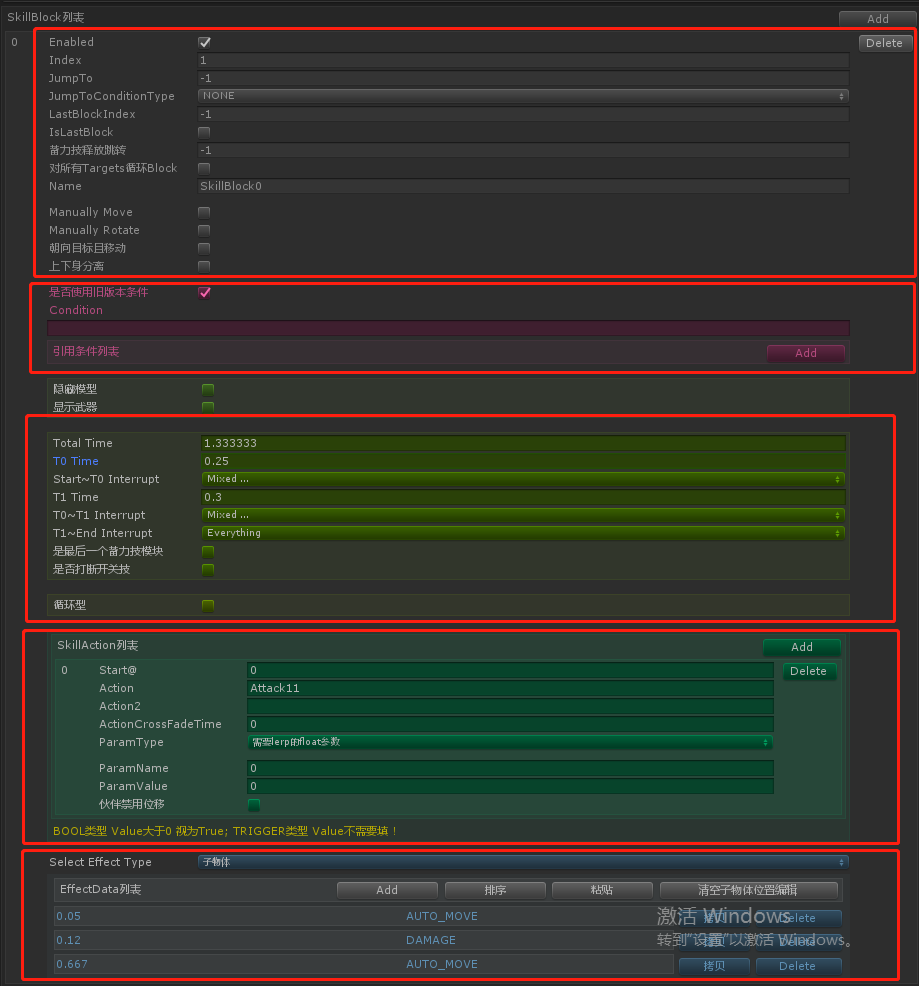 SkillBlock列表 Add
0 Enabled Delete
Index 1
JumpTo -1
JumpToConditionType NONE
LastBlockIndex -1
IsLastBlock
蓄力技释放跳转 -1
对所有Targets循环Block
Name SkillBlock0
Manually Move
Manually Rotate
朝向目标且移动
上下身分离
是否使用旧版本条件
Condition
引用条件列表 Add
隐藏模型
显示武器
Total Time 1.333333
T0 Time 0.25
Start~T0 Interrupt Mixed ...
T1 Time 0.3
T0~T1 Interrupt Mixed ...
T1~End Interrupt Everything
是最后一个蓄力技模块
是否打断开关技
循环型
SkillAction列表 Add
0 Start@ 0 Delete
Action Attack11
Action2
ActionCrossFadeTime 0
ParamType 需要lerp的float参数
ParamName 0
ParamValue 0
伙伴禁用位移
BOOL类型 Value大于0 视为True; TRIGGER类型 Value不需要填！
Select Effect Type 子物体
EffectData列表 Add 排序 粘贴 清空子物体位置编辑
0.05 AUTO_MOVE 拷贝 Delete
激活 Windows
0.12 DAMAGE 拷贝 Delete
转到"设置"以激活 Windows。
0.667 AUTO_MOVE 拷贝 Delete